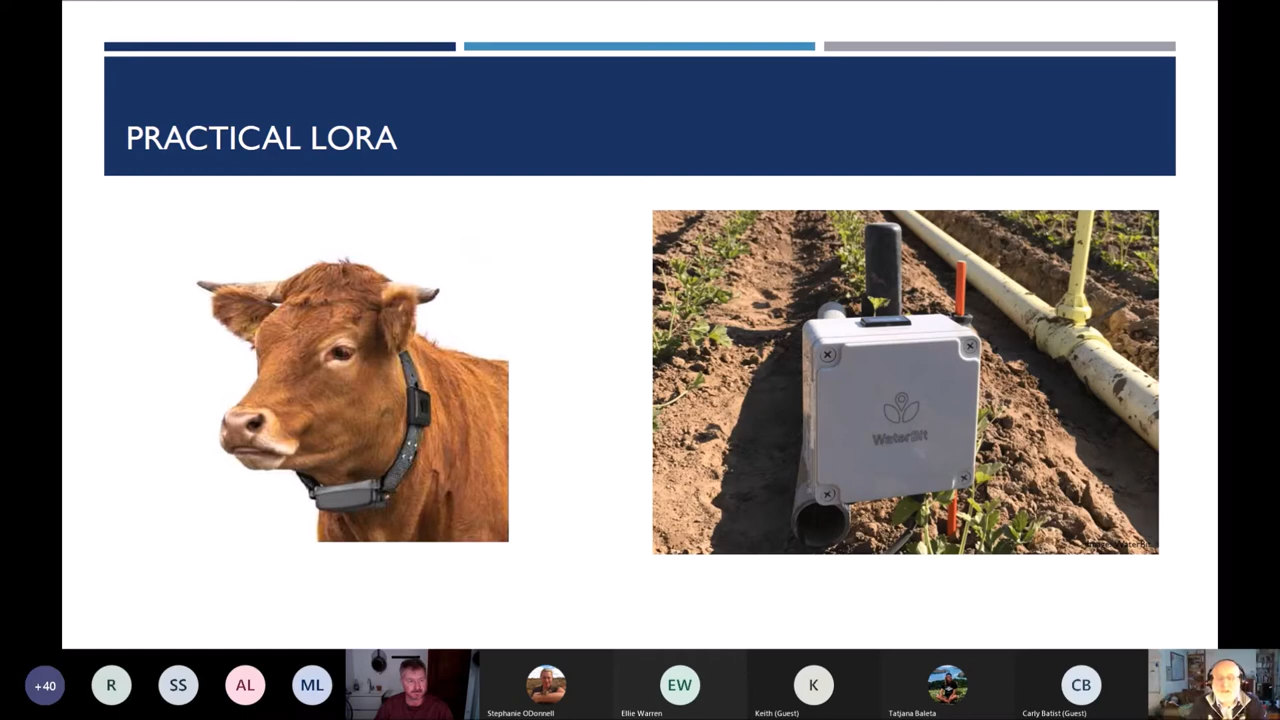 PRACTICAL LORA
WaterBit
+40
R
SS
AL
ML
EW
K
CB
Stephanie ODonnell
Ellie Warren
Keith (Guest)
Tatjana Baleta
Carly Batist (Guest)